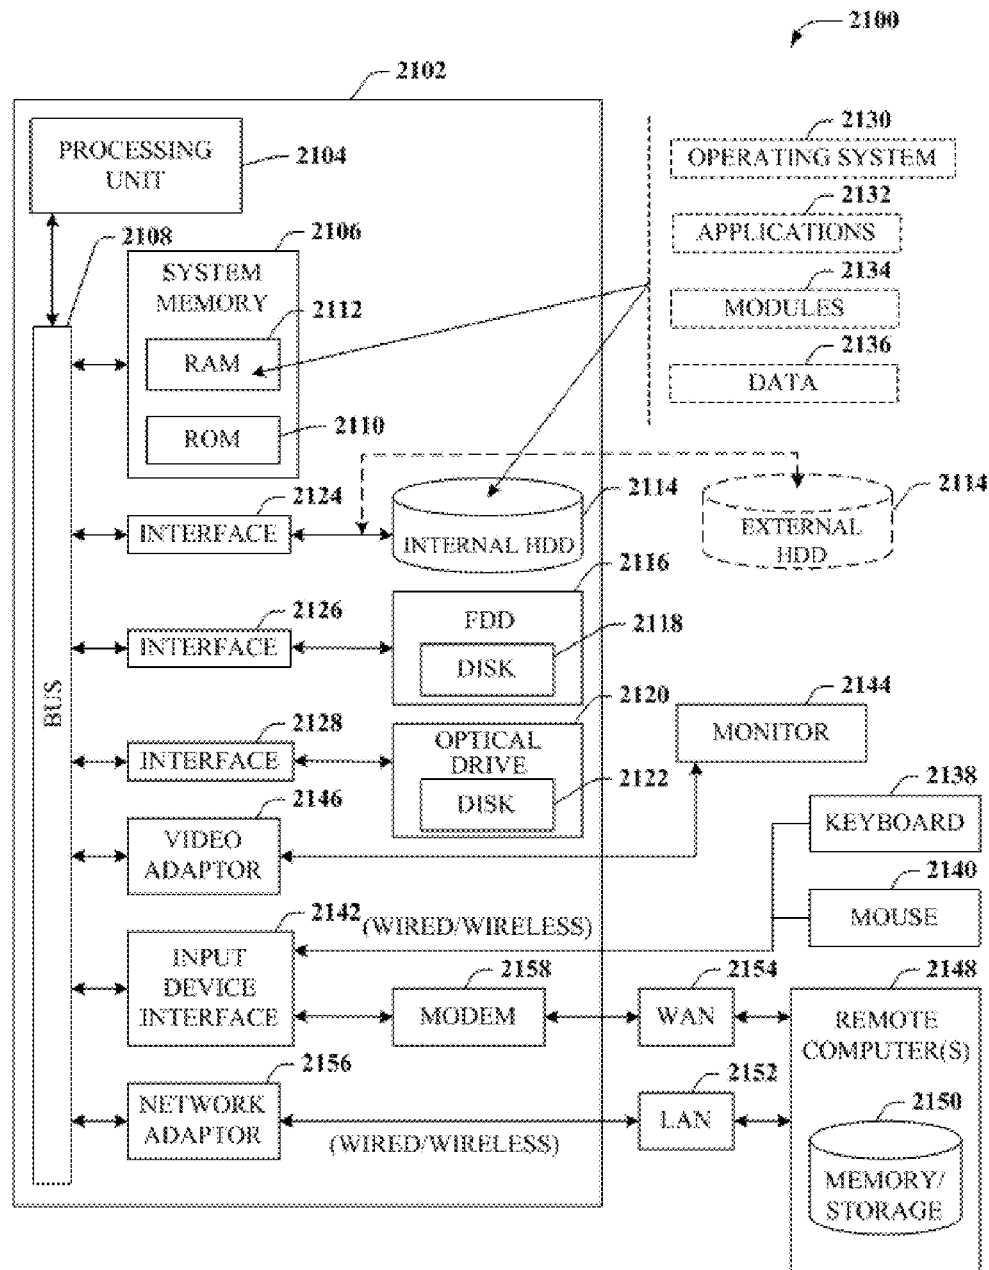 2100
2102
PROCESSING
UNIT
2104
2130
OPERATING SYSTEM
2132
APPLICATIONS
2134
MODULES
2136
DATA
2108
2106
SYSTEM
MEMORY
2112
RAM
ROM
2110
2124
INTERFACE
INTERNAL HDD
2114
EXTERNAL
HDD
2114
2126
INTERFACE
2116
FDD
2118
DISK
BUS
2128
INTERFACE
2120
OPTICAL
DRIVE
2122
DISK
2144
MONITOR
2146
VIDEO
ADAPTOR
2138
KEYBOARD
2140
MOUSE
2142
INPUT
DEVICE
INTERFACE
(WIRED/WIRELESS)
2158
MODEM
2154
WAN
2148
REMOTE
COMPUTER(S)
2156
NETWORK
ADAPTOR
(WIRED/WIRELESS)
2152
LAN
2150
MEMORY/
STORAGE